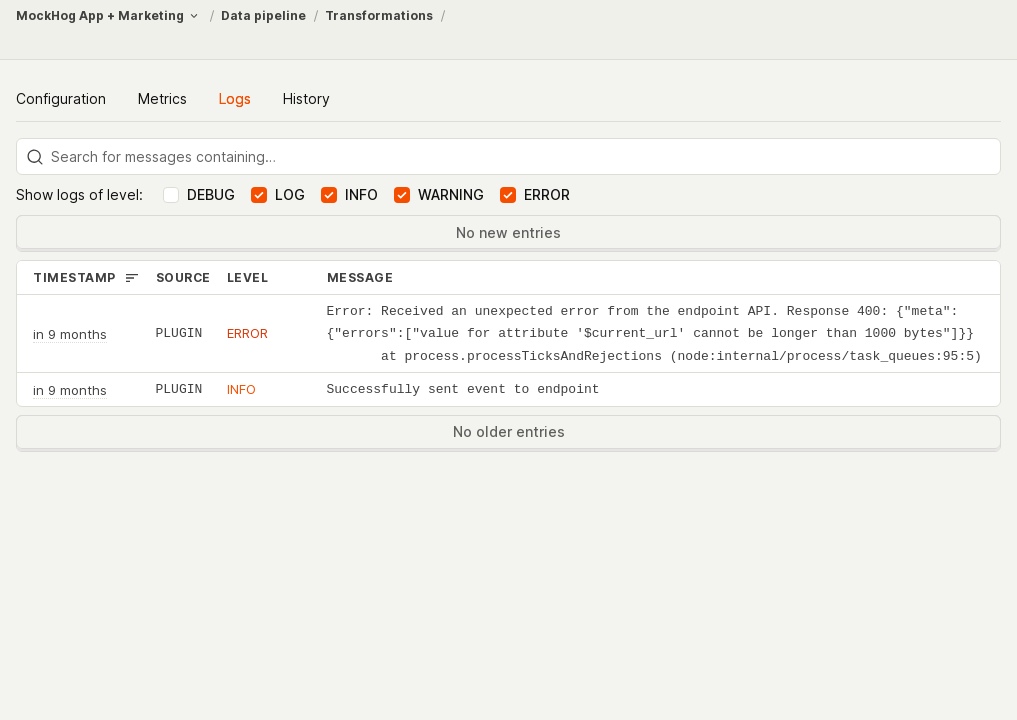 MockHog App + Marketing / Data pipeline / Transformations /
Configuration Metrics Logs History
Search for messages containing…
Show logs of level: DEBUG LOG INFO WARNING ERROR
No new entries
TIMESTAMP SOURCE LEVEL MESSAGE
in 9 months PLUGIN ERROR Error: Received an unexpected error from the endpoint API. Response 400: {"meta":
{"errors":["value for attribute '$current_url' cannot be longer than 1000 bytes"]}}
at process.processTicksAndRejections (node:internal/process/task_queues:95:5)
in 9 months PLUGIN INFO Successfully sent event to endpoint
No older entries